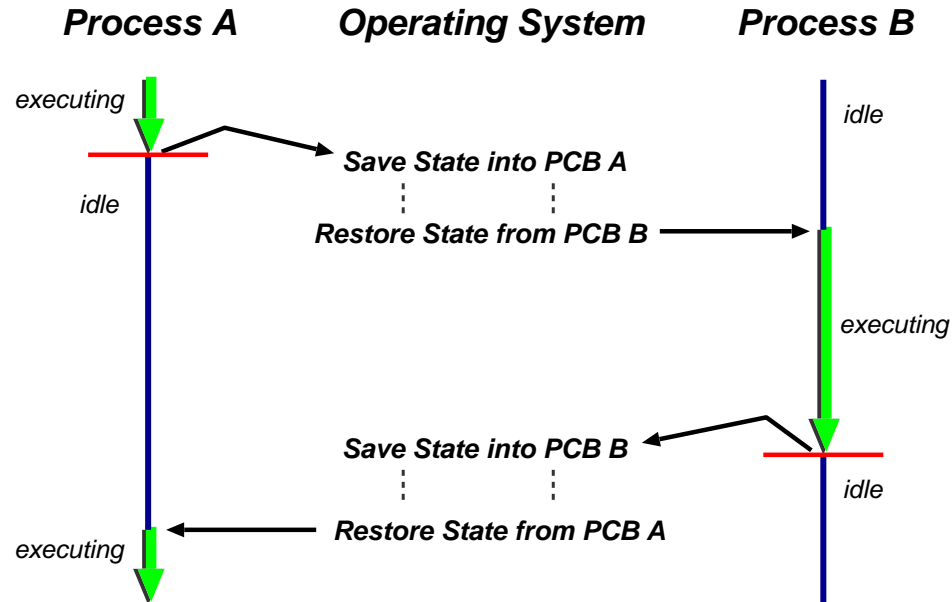 Process A
Operating System
Process B
executing
idle
Save State into PCB A
idle
Restore State from PCB B
executing
Save State into PCB B
idle
Restore State from PCB A
executing